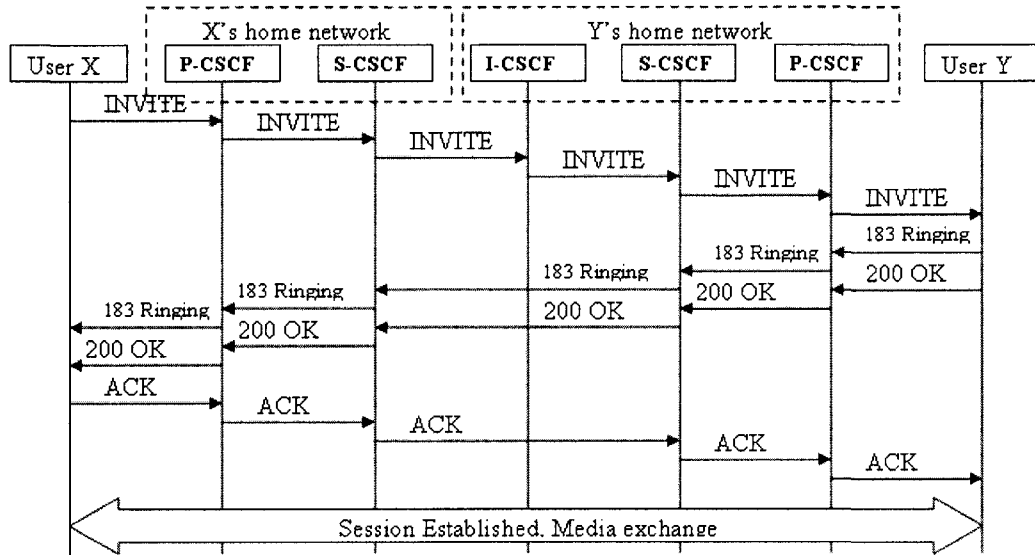 X's home network
Y's home network
User X
P-CSCF
S-CSCF
I-CSCF
S-CSCF
P-CSCF
User Y
INVITE
INVITE
INVITE
INVITE
INVITE
INVITE
183 Ringing
183 Ringing
200 OK
183 Ringing
200 OK
183 Ringing
200 OK
183 Ringing
200 OK
200 OK
ACK
ACK
ACK
ACK
ACK
Session Established. Media exchange